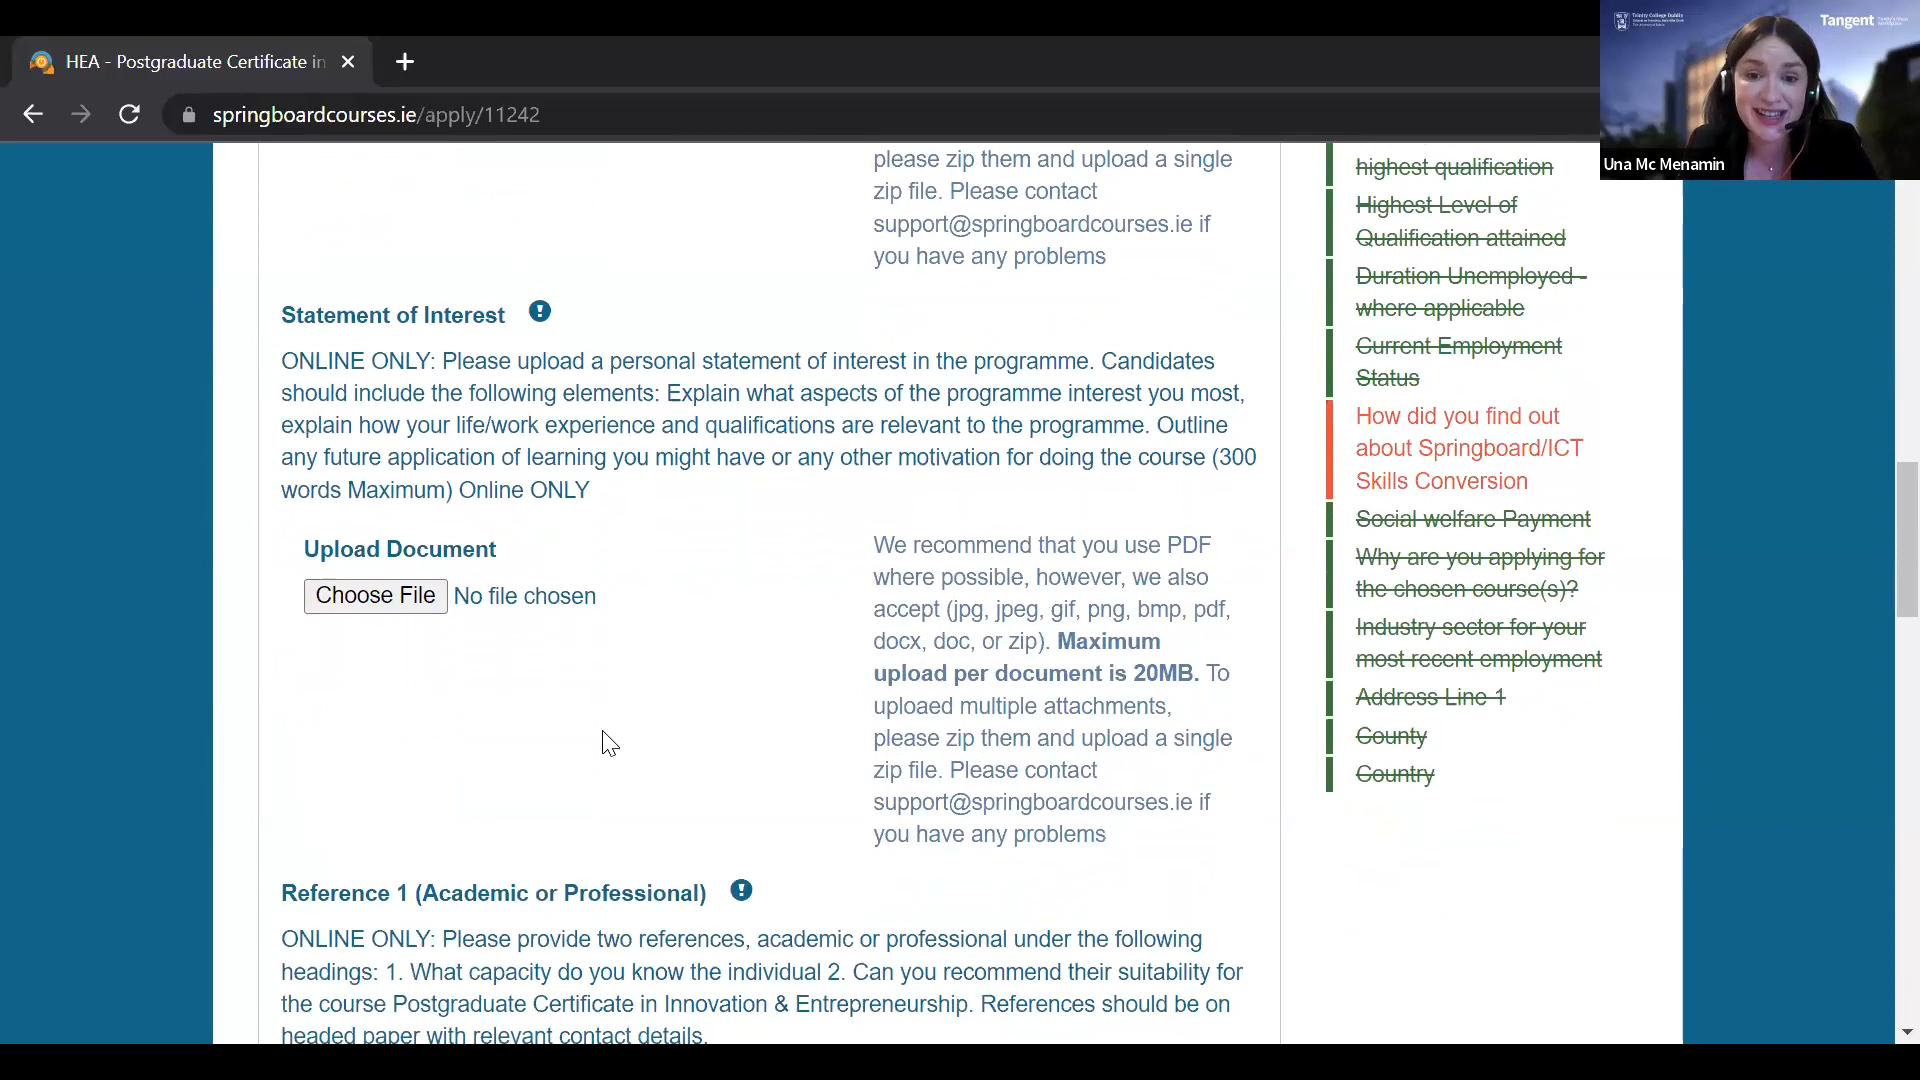 HEA - Postgraduate Certificate in
springboardcourses.ie/apply/11242
Trinity College Dublin
Tangent
Una Mc Menamin
please zip them and upload a single
zip file. Please contact
support@springboardcourses.ie if
you have any problems
Statement of Interest
ONLINE ONLY: Please upload a personal statement of interest in the programme. Candidates
should include the following elements: Explain what aspects of the programme interest you most,
explain how your life/work experience and qualifications are relevant to the programme. Outline
any future application of learning you might have or any other motivation for doing the course (300
words Maximum) Online ONLY
Upload Document
Choose File No file chosen
We recommend that you use PDF
where possible, however, we also
accept (jpg, jpeg, gif, png, bmp, pdf,
docx, doc, or zip). Maximum
upload per document is 20MB. To
uploaed multiple attachments,
please zip them and upload a single
zip file. Please contact
support@springboardcourses.ie if
you have any problems
Reference 1 (Academic or Professional)
ONLINE ONLY: Please provide two references, academic or professional under the following
headings: 1. What capacity do you know the individual 2. Can you recommend their suitability for
the course Postgraduate Certificate in Innovation & Entrepreneurship. References should be on
headed paper with relevant contact details.
highest qualification
Highest Level of
Qualification attained
Duration Unemployed -
where applicable
Current Employment
Status
How did you find out
about Springboard/ICT
Skills Conversion
Social welfare Payment
Why are you applying for
the chosen course(s)?
Industry sector for your
most recent employment
Address Line 1
County
Country